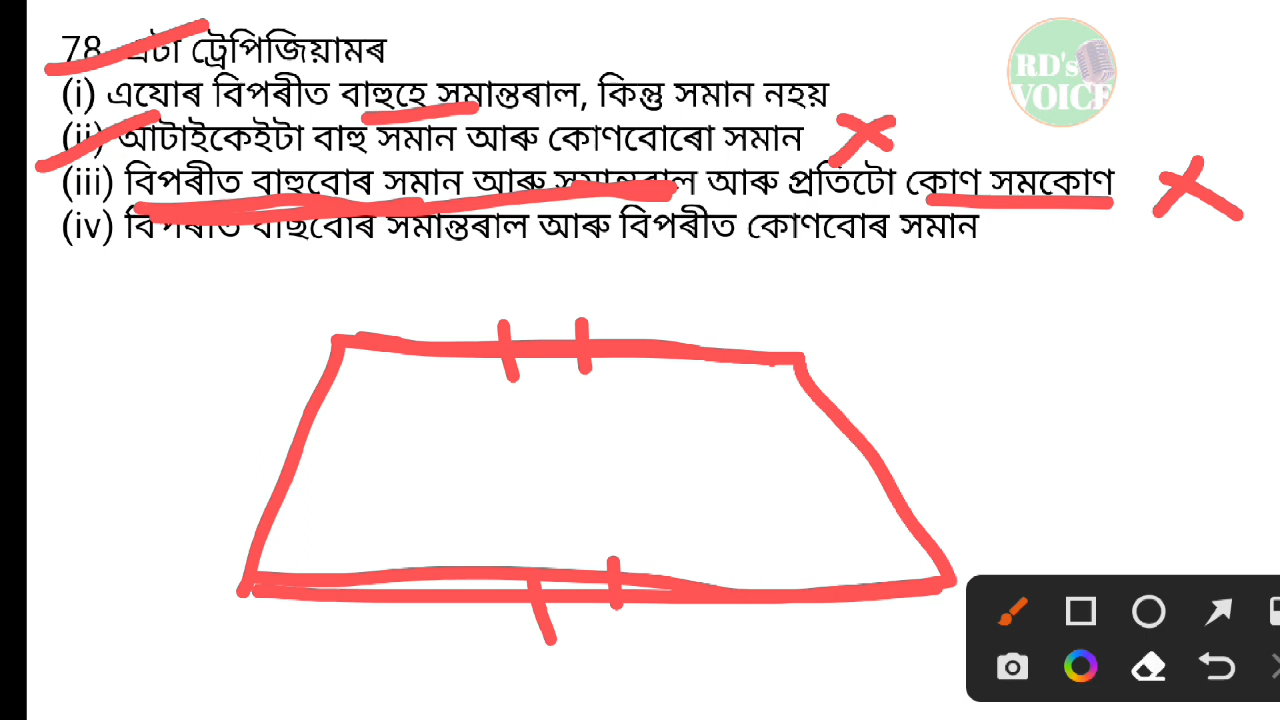 78. এটা ট্ৰেপিজিয়ামৰ
(i) এযোৰ বিপৰীত বাহুহে সমান্তৰাল, কিন্তু সমান নহয়
(ii) আটাইকেইটা বাহু সমান আৰু কোণবোৰো সমান
(iii) বিপৰীত বাহুবোৰ সমান আৰু সমান্তৰাল আৰু প্ৰতিটো কোণ সমকোণ
(iv) বিপৰীত বাহুবোৰ সমান্তৰাল আৰু বিপৰীত কোণবোৰ সমান
RD's
VOICE